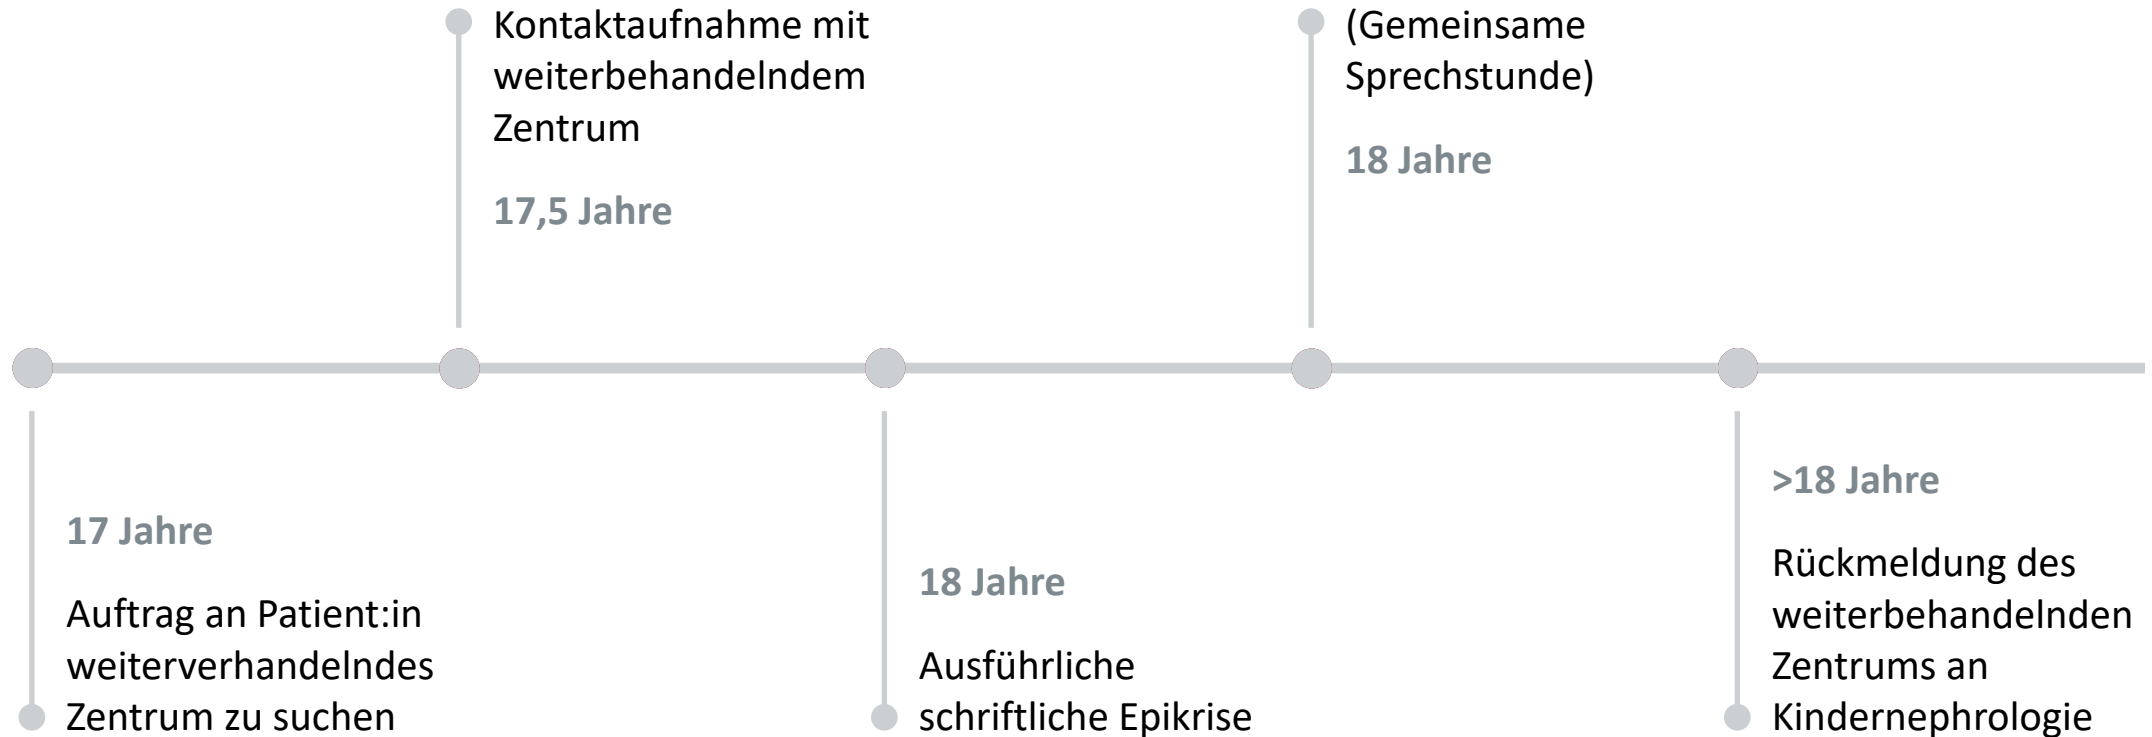 Kontaktaufnahme mit
weiterbehandelndem
Zentrum
17,5 Jahre
(Gemeinsame
Sprechstunde)
18 Jahre
17 Jahre
Auftrag an Patient:in
weiterverhandelndes
Zentrum zu suchen
18 Jahre
Ausführliche
schriftliche Epikrise
>18 Jahre
Rückmeldung des
weiterbehandelnden
Zentrums an
Kindernephrologie